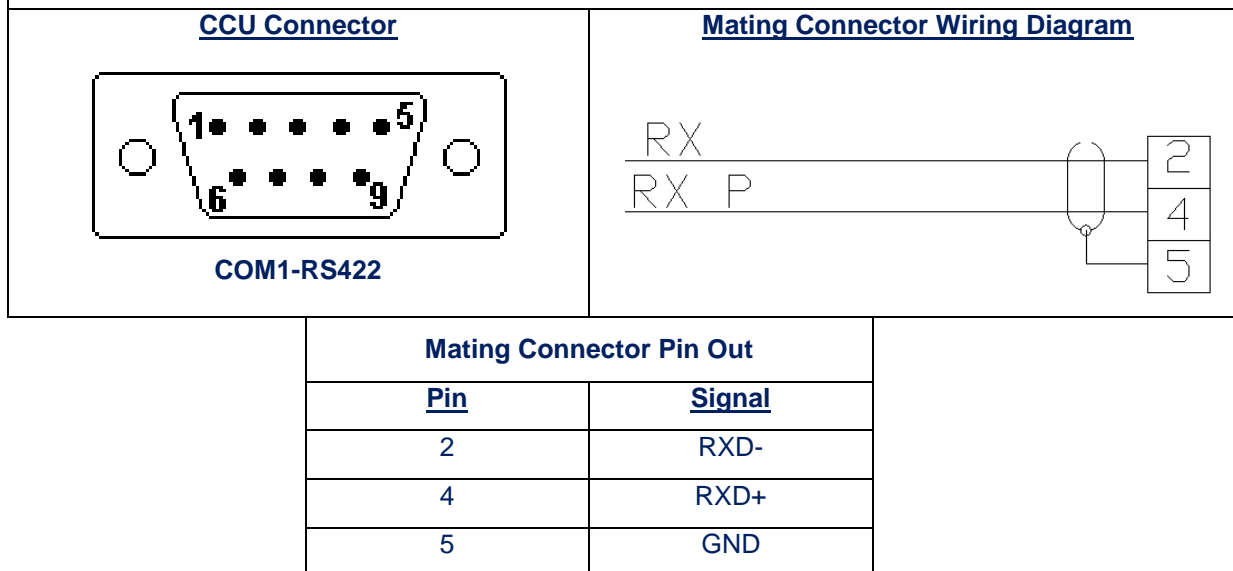 CCU Connector
Mating Connector Wiring Diagram
1 5
6 9
COM1-RS422
RX
RX P
2
4
5
Mating Connector Pin Out
Pin Signal
2 RXD-
4 RXD+
5 GND